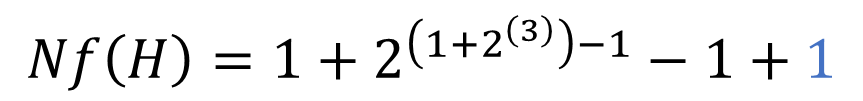 Nf(H) = 1 + 2^{(1+2^{(3)})−1} − 1 + 1